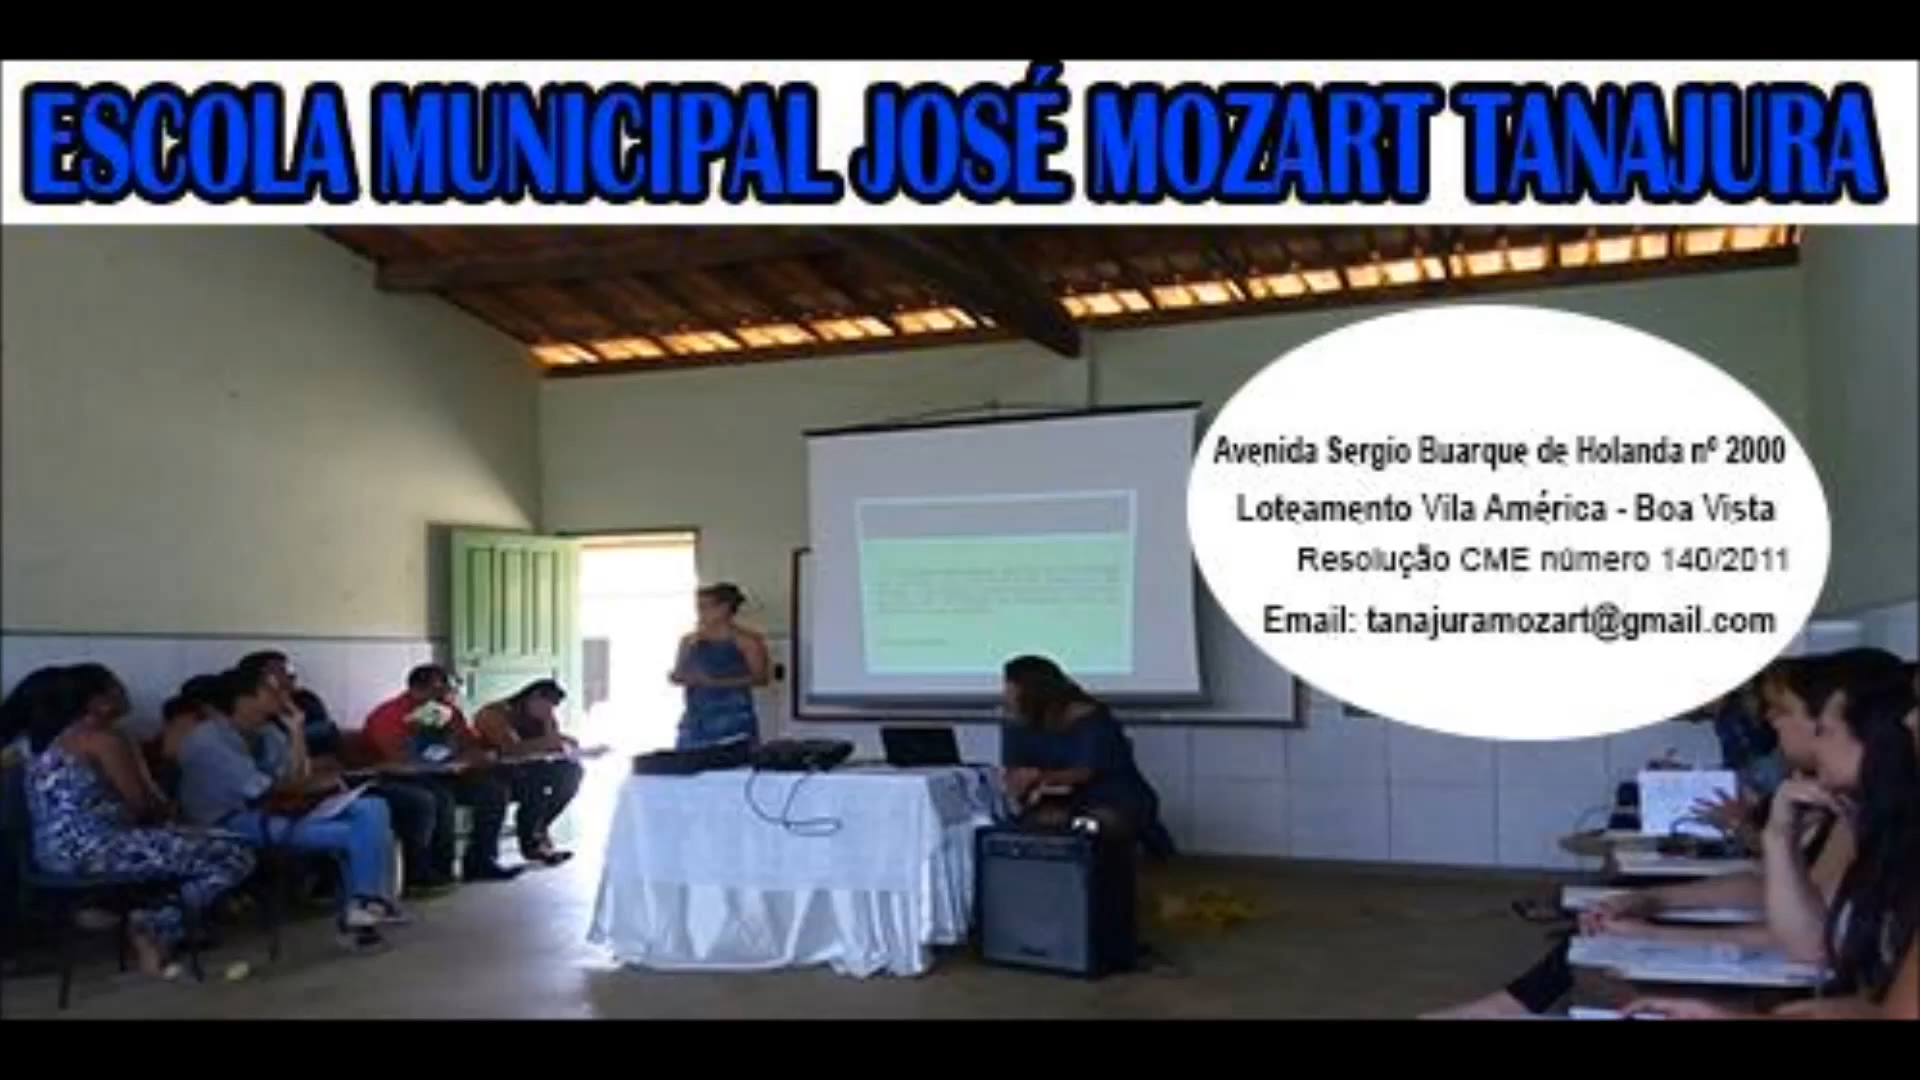 ESCOLA MUNICIPAL JOSÉ MOZART TANAJURA
Avenida Sergio Buarque de Holanda nº 2000
Loteamento Vila América - Boa Vista
Resolução CME número 140/2011
Email: tanajuramozart@gmail.com